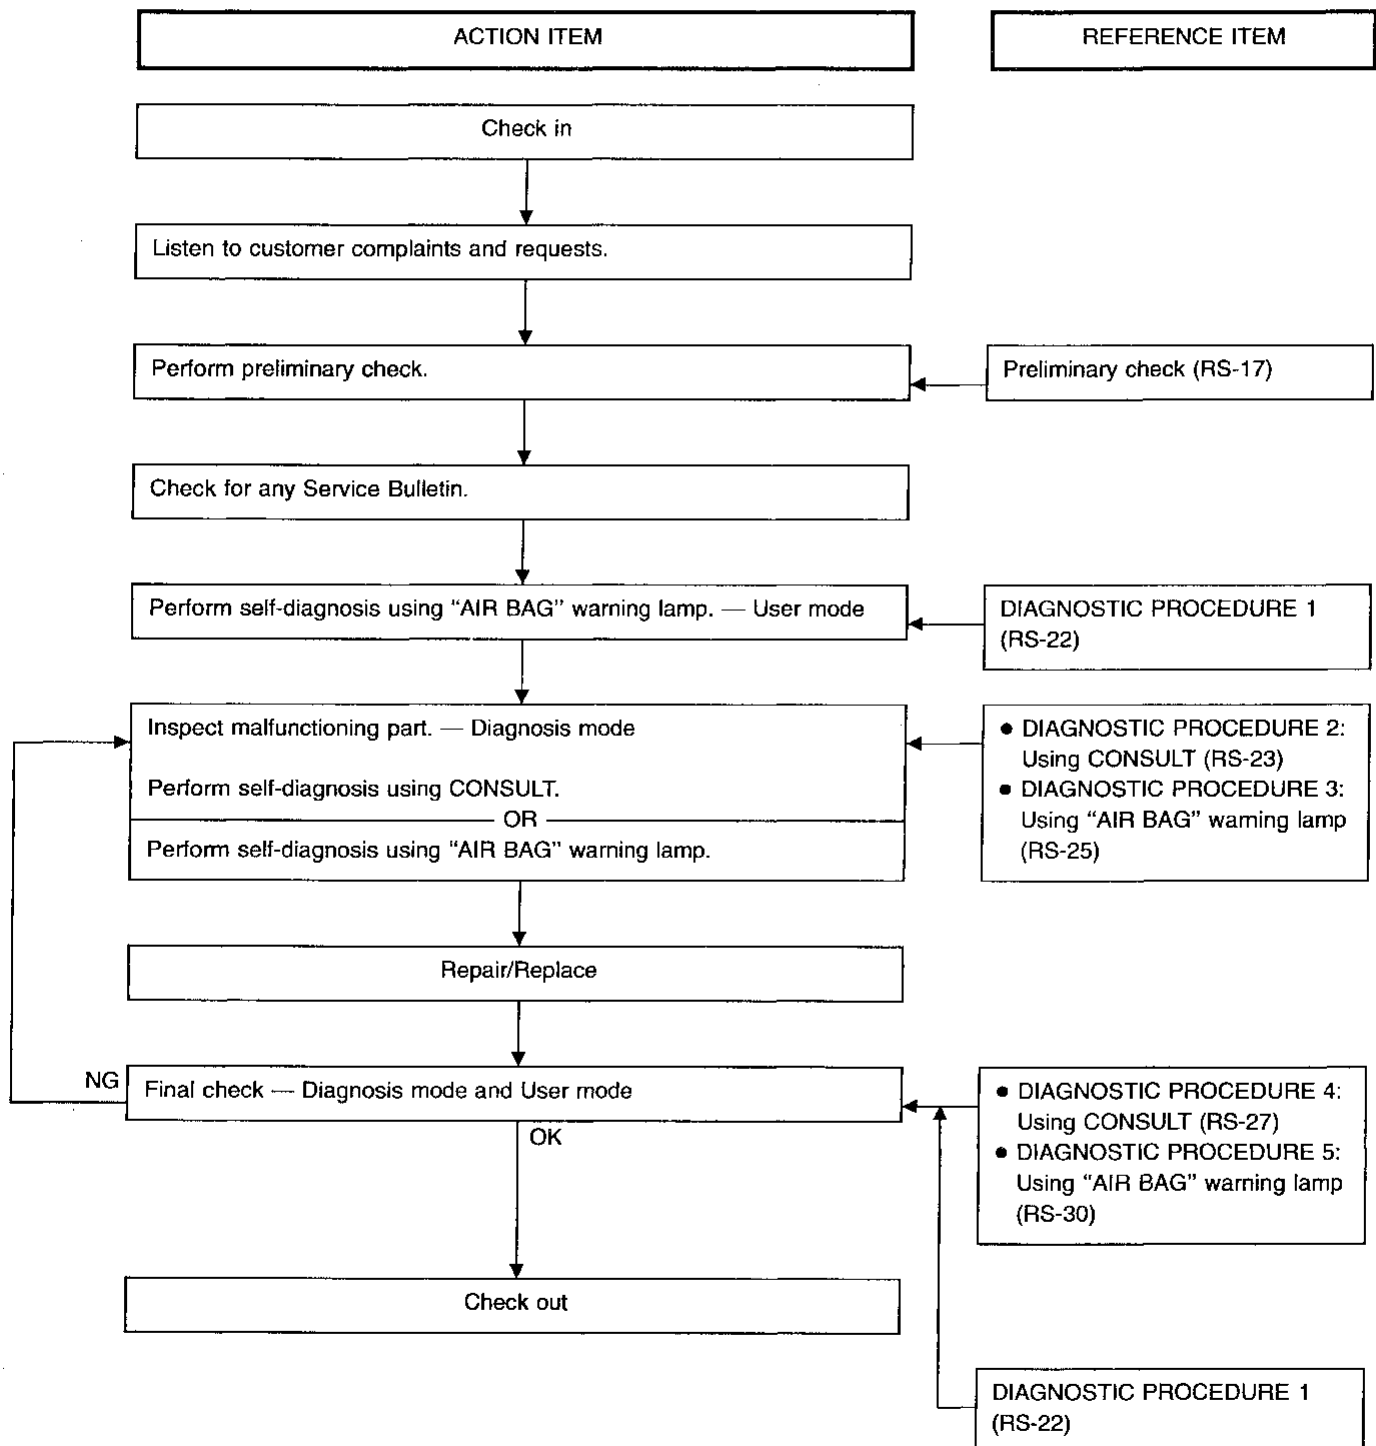 ACTION ITEM
REFERENCE ITEM
Check in
Listen to customer complaints and requests.
Perform preliminary check.
Preliminary check (RS-17)
Check for any Service Bulletin.
Perform self-diagnosis using “AIR BAG” warning lamp. — User mode
DIAGNOSTIC PROCEDURE 1
(RS-22)
Inspect malfunctioning part. — Diagnosis mode
Perform self-diagnosis using CONSULT.
OR
Perform self-diagnosis using “AIR BAG” warning lamp.
● DIAGNOSTIC PROCEDURE 2:
Using CONSULT (RS-23)
● DIAGNOSTIC PROCEDURE 3:
Using “AIR BAG” warning lamp
(RS-25)
Repair/Replace
NG
Final check — Diagnosis mode and User mode
OK
● DIAGNOSTIC PROCEDURE 4:
Using CONSULT (RS-27)
● DIAGNOSTIC PROCEDURE 5:
Using “AIR BAG” warning lamp
(RS-30)
Check out
DIAGNOSTIC PROCEDURE 1
(RS-22)